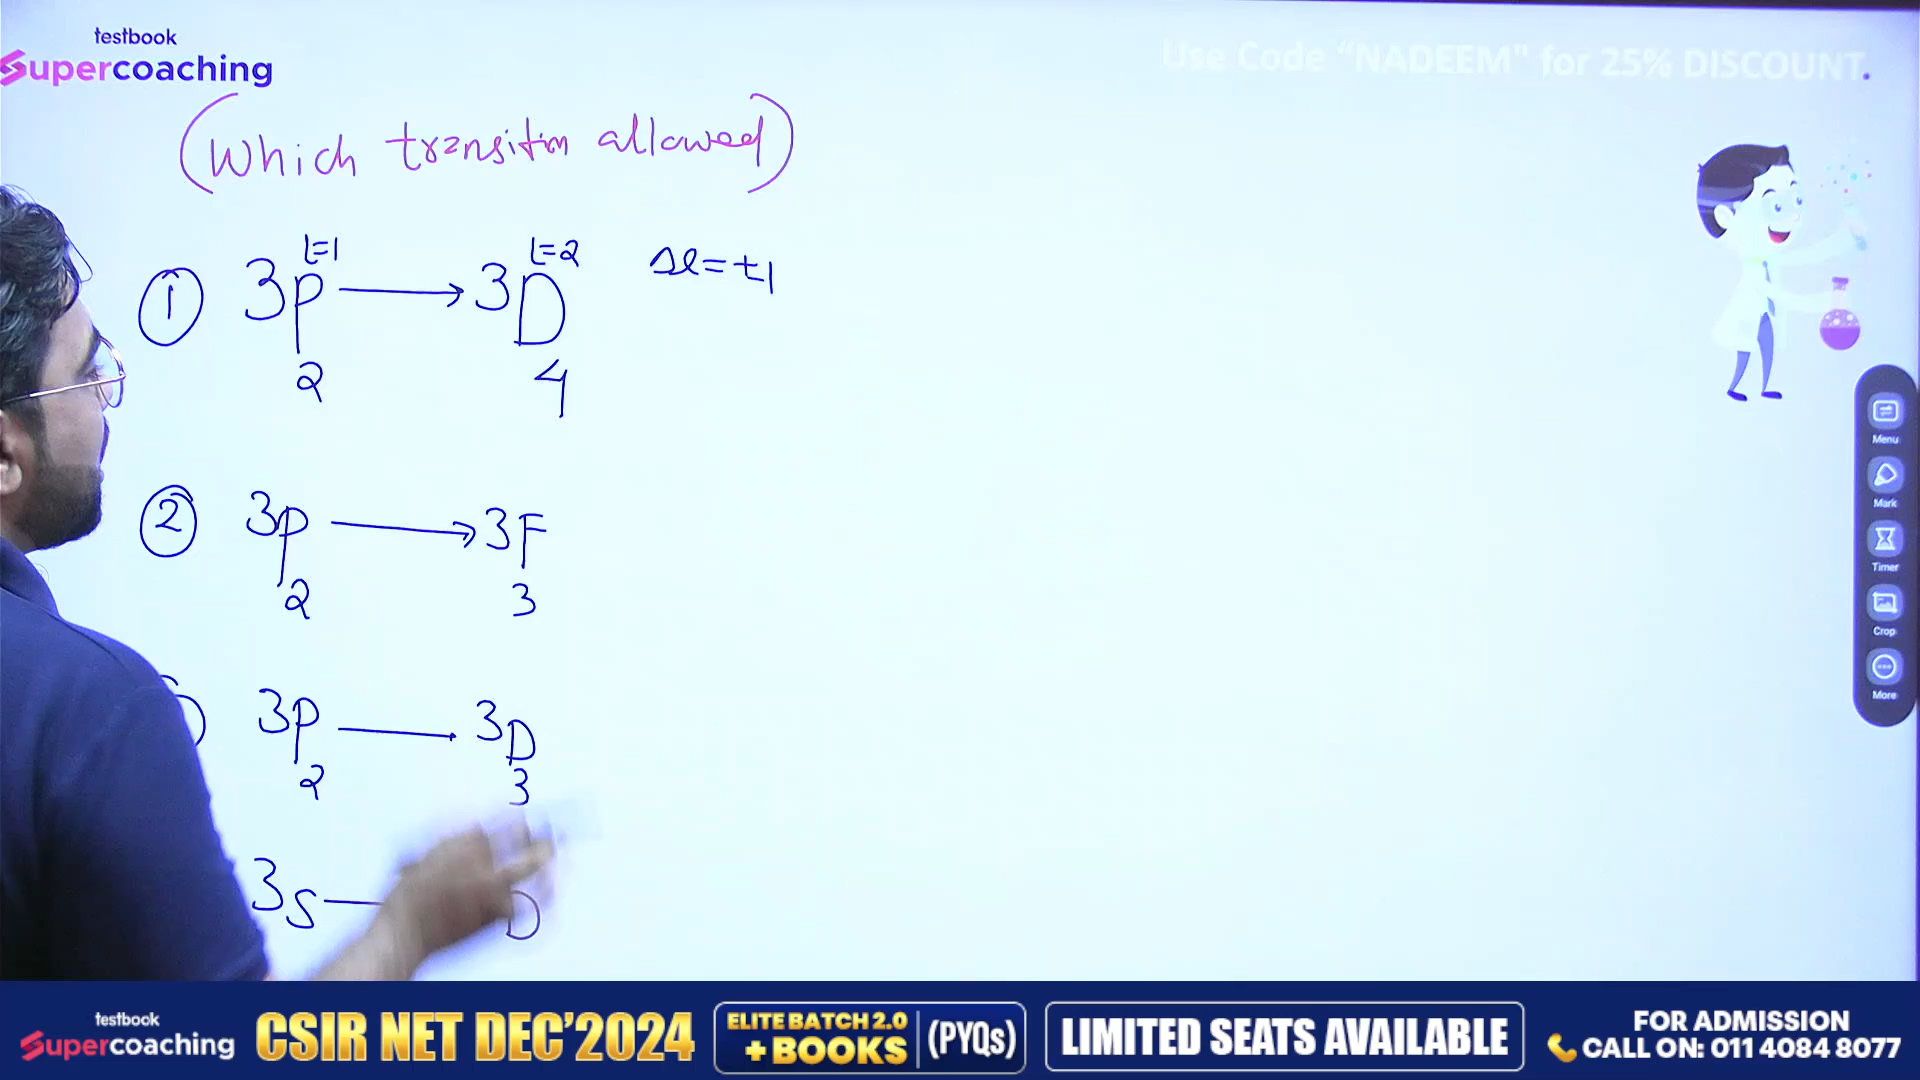 testbook
Supercoaching
Use Code “NADEEM" for 25% DISCOUNT.
(Which transition allowed)
l=1 l=2
① 3P ⟶ 3D Δl=±1
2 4
② 3P ⟶ 3F
2 3
3P — 3D
2 3
3S — D
Menu
Mark
Timer
Crop
More
testbook
Supercoaching
CSIR NET DEC’2024
ELITE BATCH 2.0
+ BOOKS
(PYQs)
LIMITED SEATS AVAILABLE
FOR ADMISSION
CALL ON: 011 4084 8077